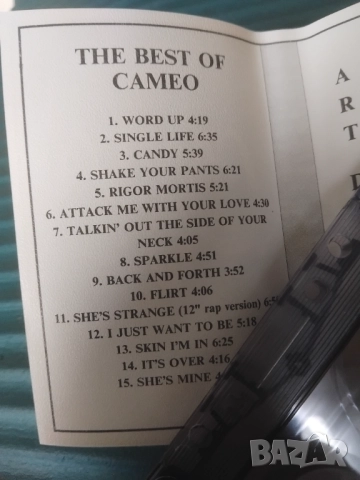 THE BEST OF
CAMEO
1. WORD UP 4:19
2. SINGLE LIFE 6:35
3. CANDY 5:39
4. SHAKE YOUR PANTS 6:21
5. RIGOR MORTIS 5:21
6. ATTACK ME WITH YOUR LOVE 4:30
7. TALKIN' OUT THE SIDE OF YOUR
NECK 4:05
8. SPARKLE 4:51
9. BACK AND FORTH 3:52
10. FLIRT 4:06
11. SHE'S STRANGE (12" rap version)
12. I JUST WANT TO BE 5:18
13. SKIN I'M IN 6:25
14. IT'S OVER 4:16
15. SHE'S MINE
A
R
T
BAZAR